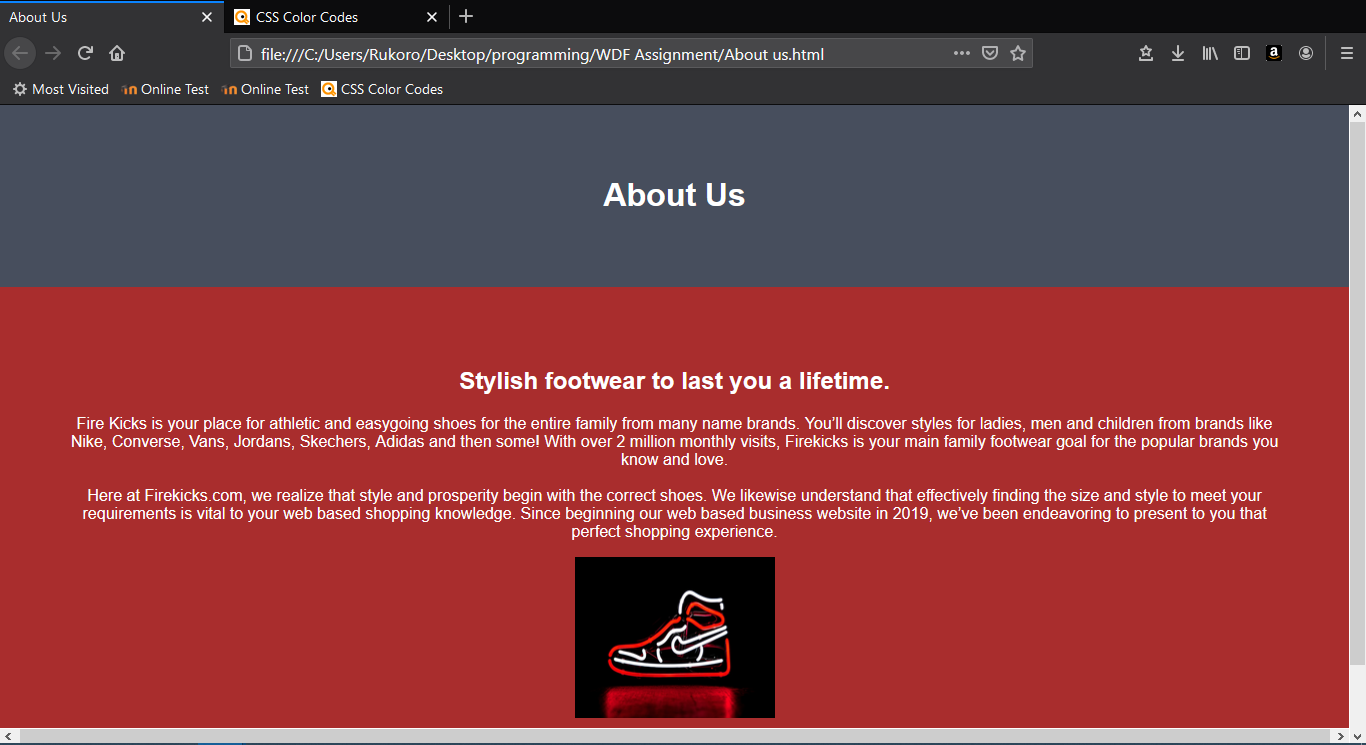 About Us
CSS Color Codes
file:///C:/Users/Rukoro/Desktop/programming/WDF Assignment/About us.html
Most Visited
Online Test
Online Test
CSS Color Codes
About Us
Stylish footwear to last you a lifetime.
Fire Kicks is your place for athletic and easygoing shoes for the entire family from many name brands. You’ll discover styles for ladies, men and children from brands like
Nike, Converse, Vans, Jordans, Skechers, Adidas and then some! With over 2 million monthly visits, Firekicks is your main family footwear goal for the popular brands you
know and love.
Here at Firekicks.com, we realize that style and prosperity begin with the correct shoes. We likewise understand that effectively finding the size and style to meet your
requirements is vital to your web based shopping knowledge. Since beginning our web based business website in 2019, we’ve been endeavoring to present to you that
perfect shopping experience.